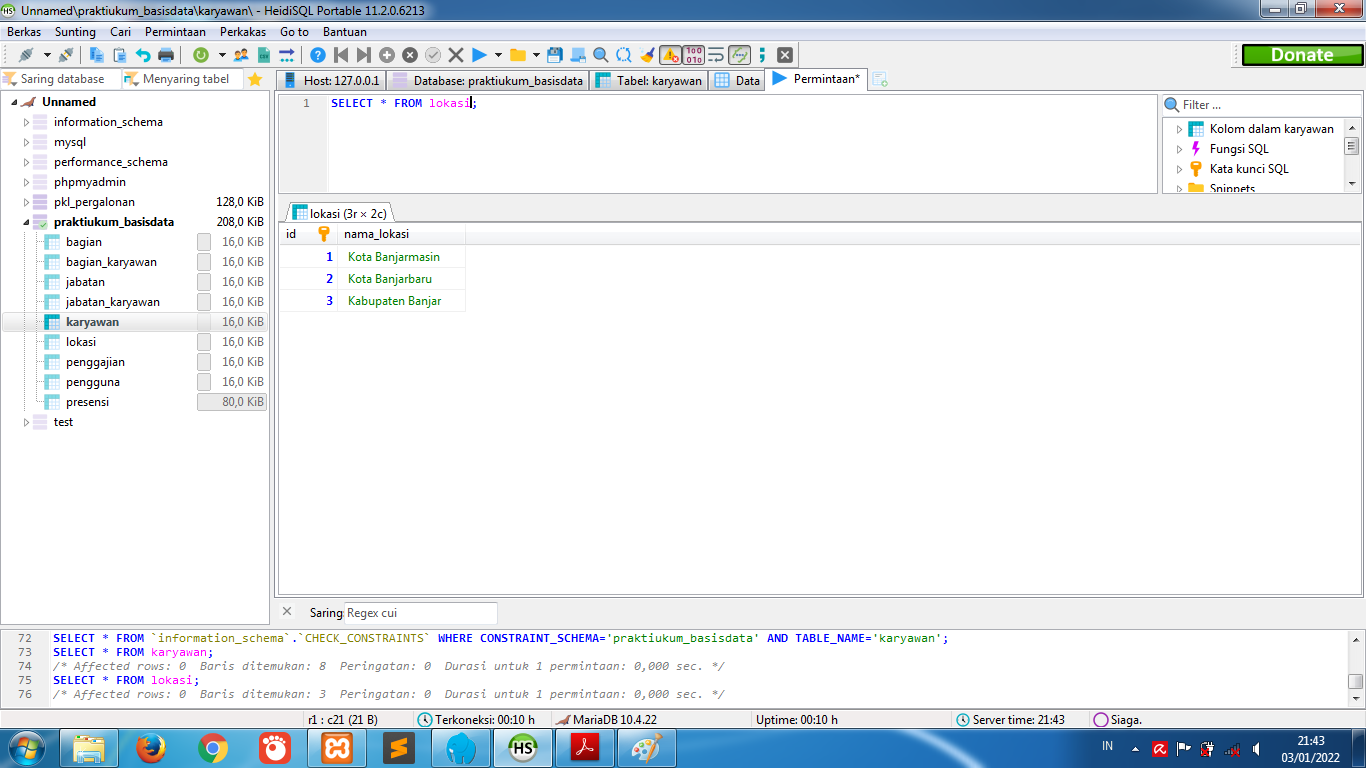 Unnamed\praktiukum_basisdata\karyawan\ - HeidiSQL Portable 11.2.0.6213
Berkas Sunting Cari Permintaan Perkakas Go to Bantuan
Donate
Saring database Menyaring tabel
Host: 127.0.0.1 Database: praktiukum_basisdata Tabel: karyawan Data Permintaan*
Unnamed
information_schema
mysql
performance_schema
phpmyadmin
pkl_pergalonan 128,0 KiB
praktiukum_basisdata 208,0 KiB
bagian 16,0 KiB
bagian_karyawan 16,0 KiB
jabatan 16,0 KiB
jabatan_karyawan 16,0 KiB
karyawan 16,0 KiB
lokasi 16,0 KiB
penggajian 16,0 KiB
pengguna 16,0 KiB
presensi 80,0 KiB
test
1 SELECT * FROM lokasi;
Filter ...
Kolom dalam karyawan
Fungsi SQL
Kata kunci SQL
Snippets
lokasi (3r × 2c)
id nama_lokasi
1 Kota Banjarmasin
2 Kota Banjarbaru
3 Kabupaten Banjar
Saring: Regex cui
72 SELECT * FROM `information_schema`.`CHECK_CONSTRAINTS` WHERE CONSTRAINT_SCHEMA='praktiukum_basisdata' AND TABLE_NAME='karyawan';
73 SELECT * FROM karyawan;
74 /* Affected rows: 0 Baris ditemukan: 8 Peringatan: 0 Durasi untuk 1 permintaan: 0,000 sec. */
75 SELECT * FROM lokasi;
76 /* Affected rows: 0 Baris ditemukan: 3 Peringatan: 0 Durasi untuk 1 permintaan: 0,000 sec. */
r1 : c21 (21 B) Terkoneksi: 00:10 h MariaDB 10.4.22 Uptime: 00:10 h Server time: 21:43 Siaga.
IN 21:43
03/01/2022